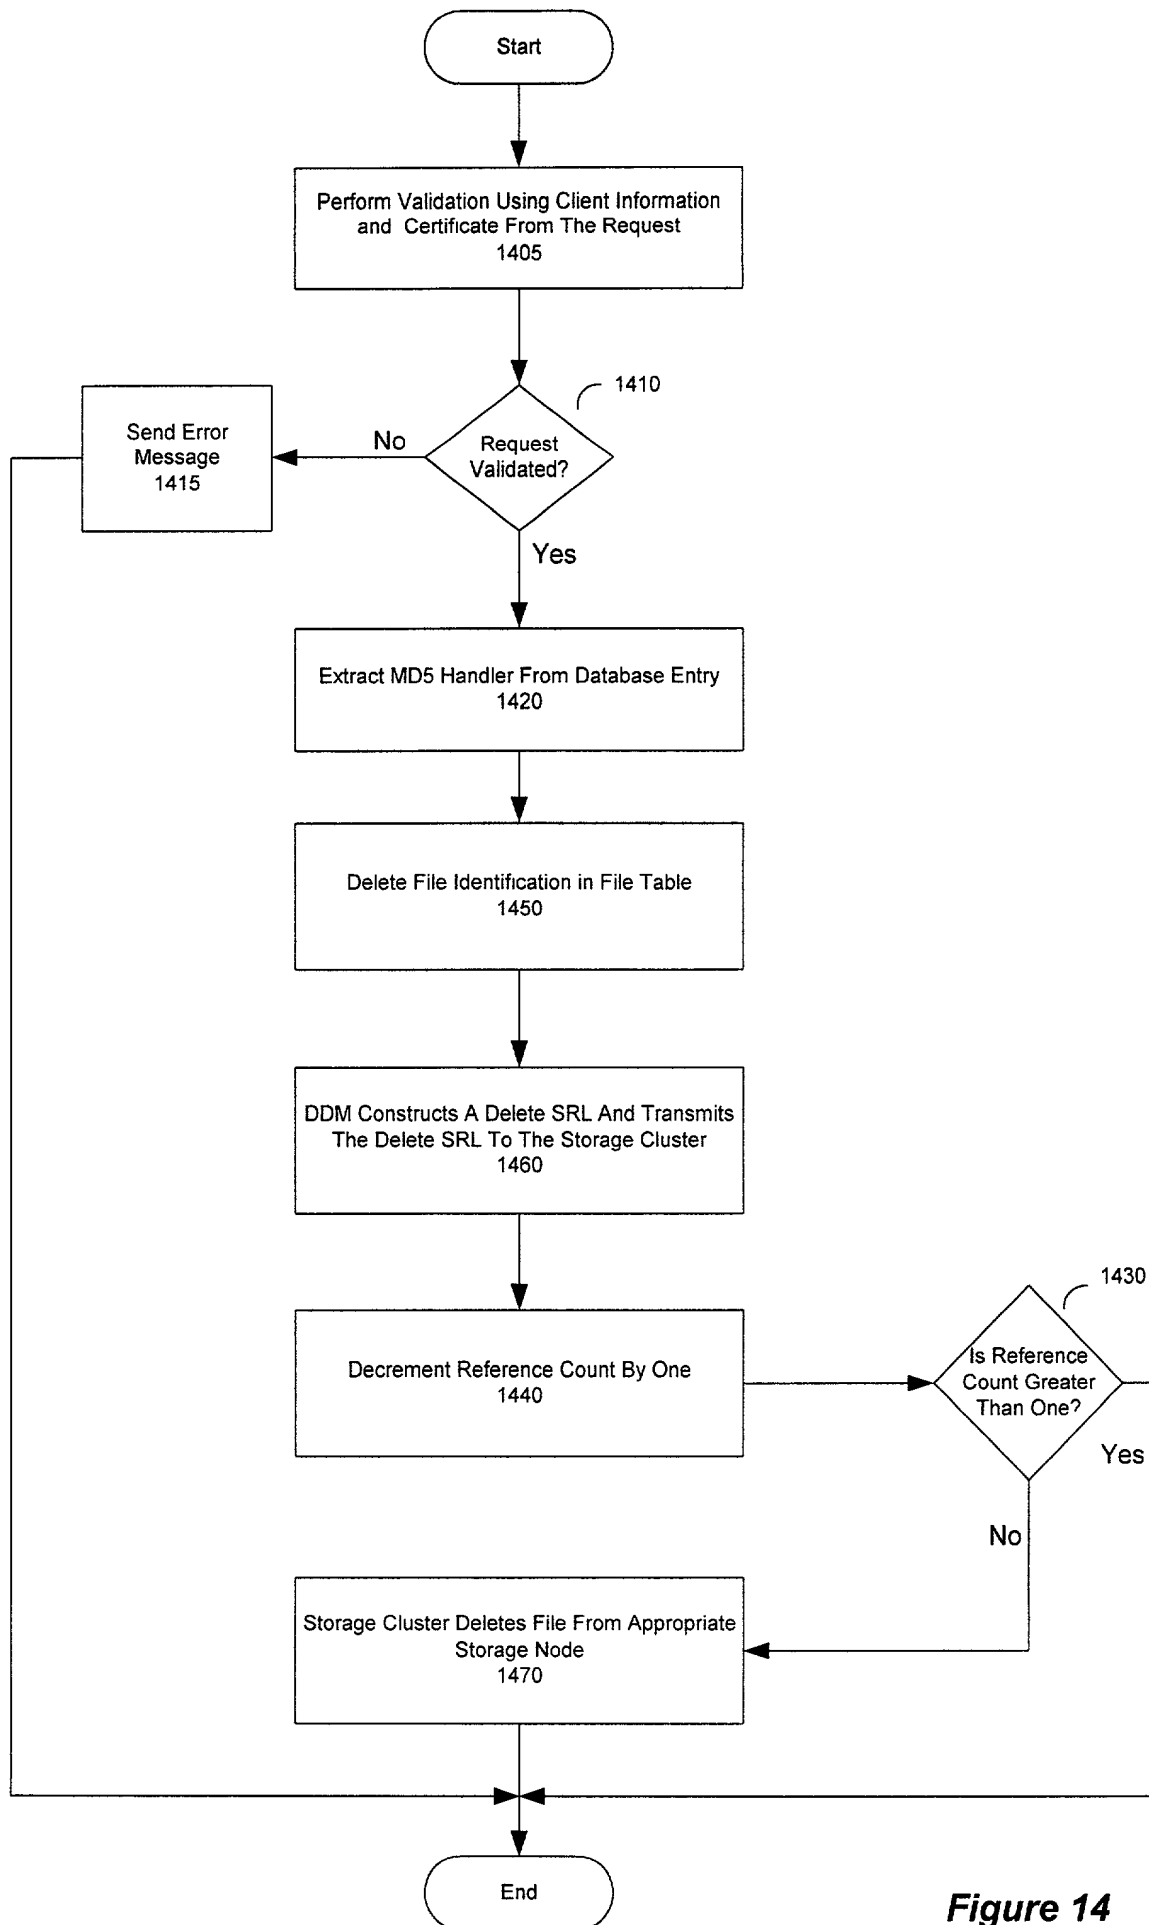 Start
Perform Validation Using Client Information
and Certificate From The Request
1405
1410
Request
Validated?
No
Send Error
Message
1415
Yes
Extract MD5 Handler From Database Entry
1420
Delete File Identification in File Table
1450
DDM Constructs A Delete SRL And Transmits
The Delete SRL To The Storage Cluster
1460
1430
Decrement Reference Count By One
1440
Is Reference
Count Greater
Than One?
Yes
No
Storage Cluster Deletes File From Appropriate
Storage Node
1470
End
Figure 14